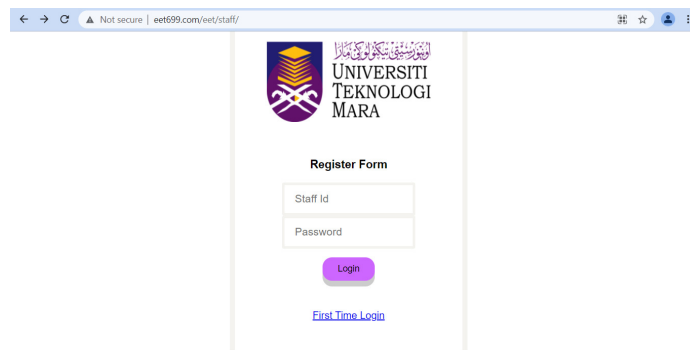 Not secure | eet699.com/eet/staff/
UNIVERSITI
TEKNOLOGI
MARA
Register Form
Staff Id
Password
Login
First Time Login